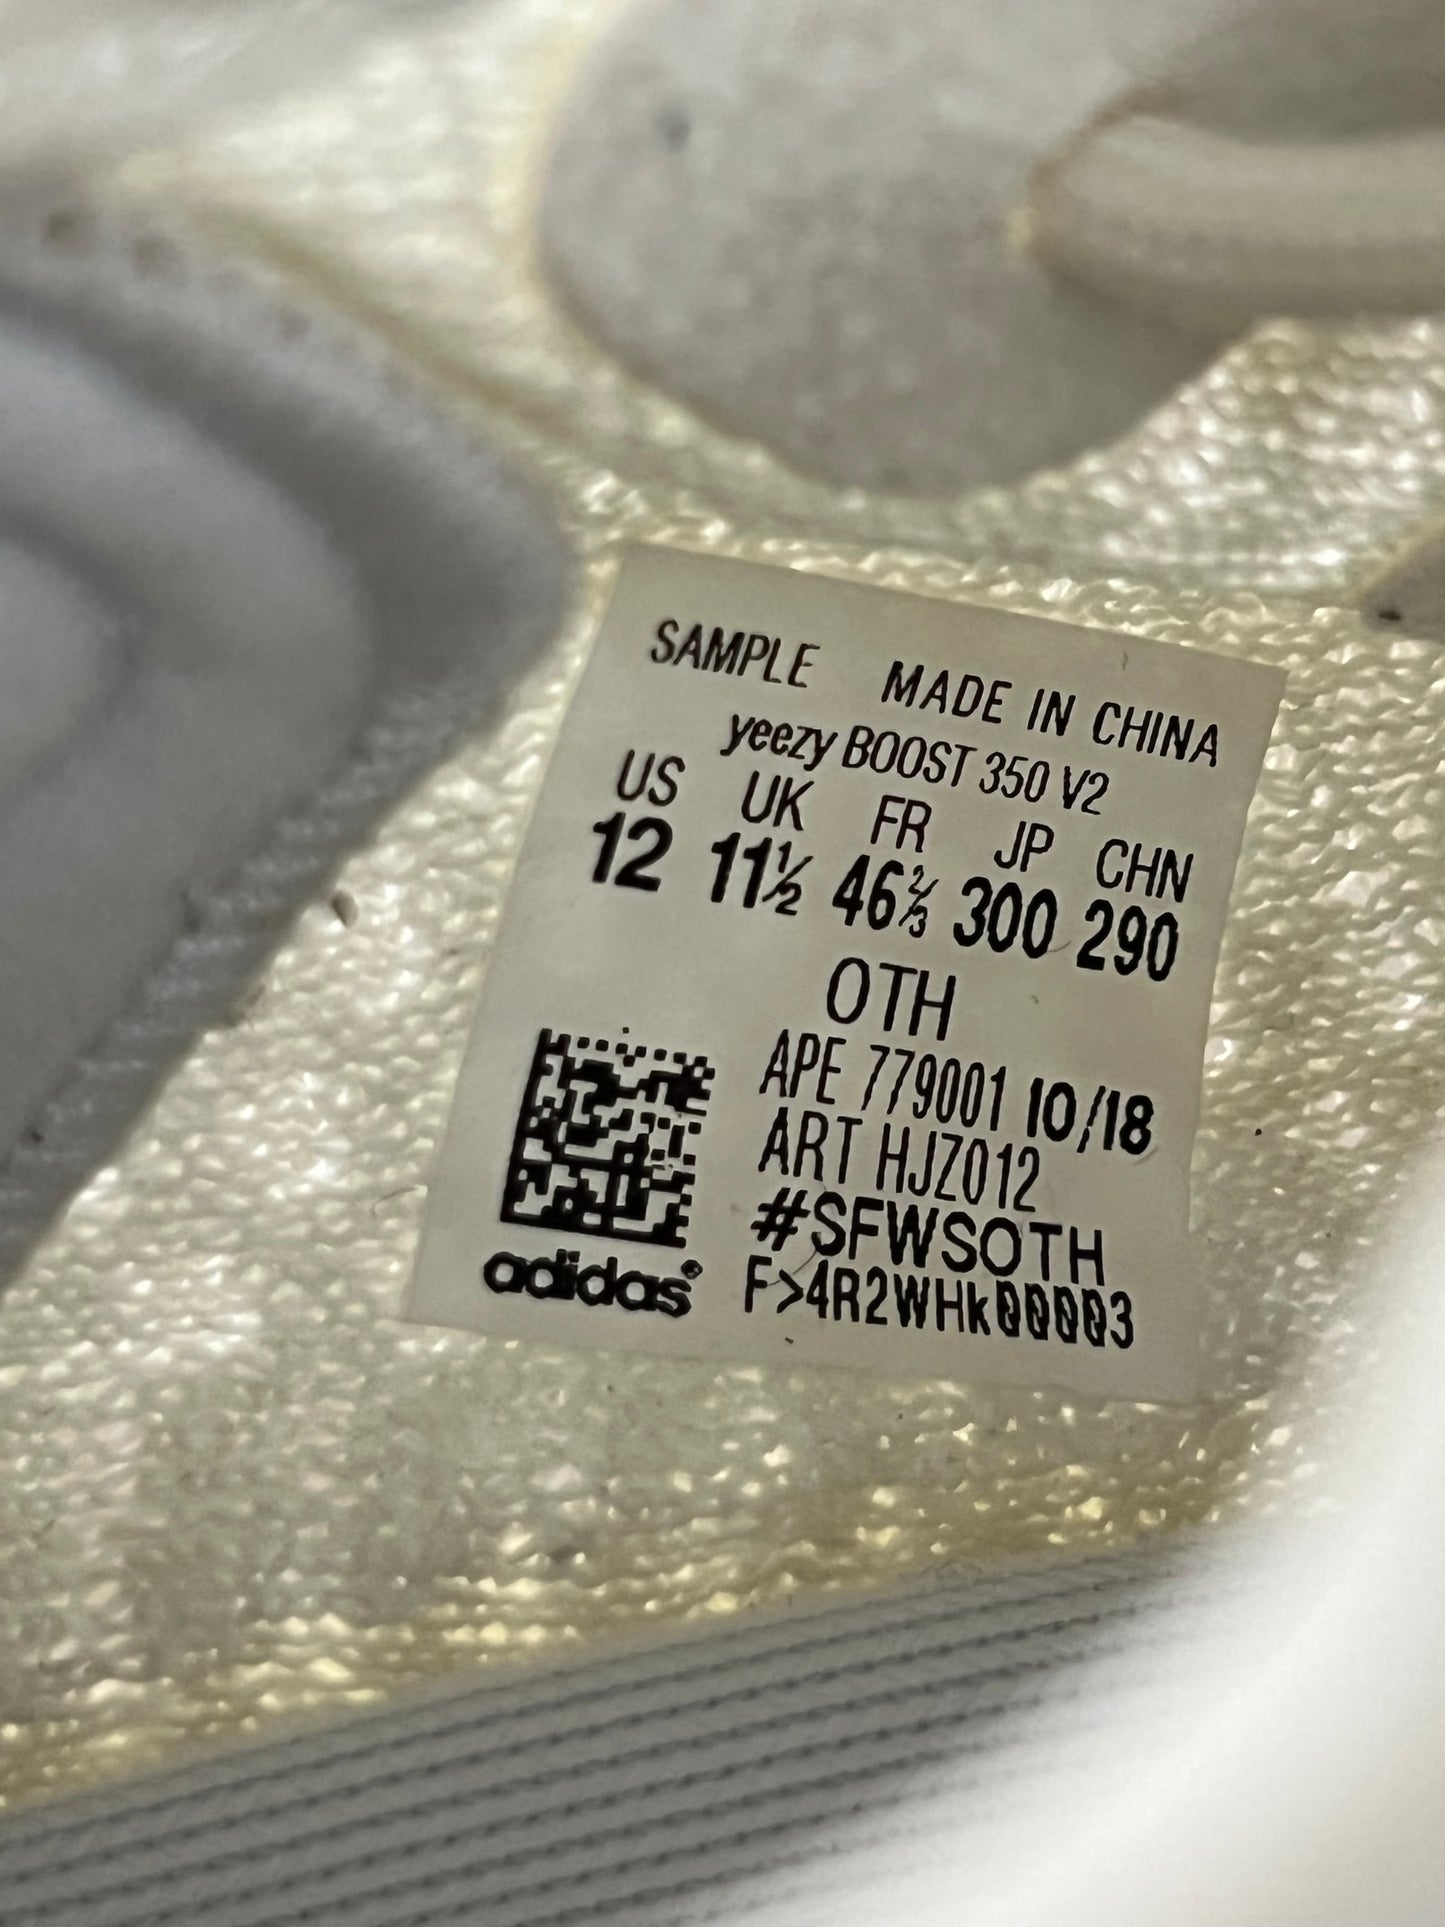 SAMPLE MADE IN CHINA
yeezy BOOST 350 V2
US UK FR JP CHN
12 11½ 46⅔ 300 290
OTH
APE 779001 10/18
ART HJZ012
#SFWSOTH
adidas® F>4R2WHk00003